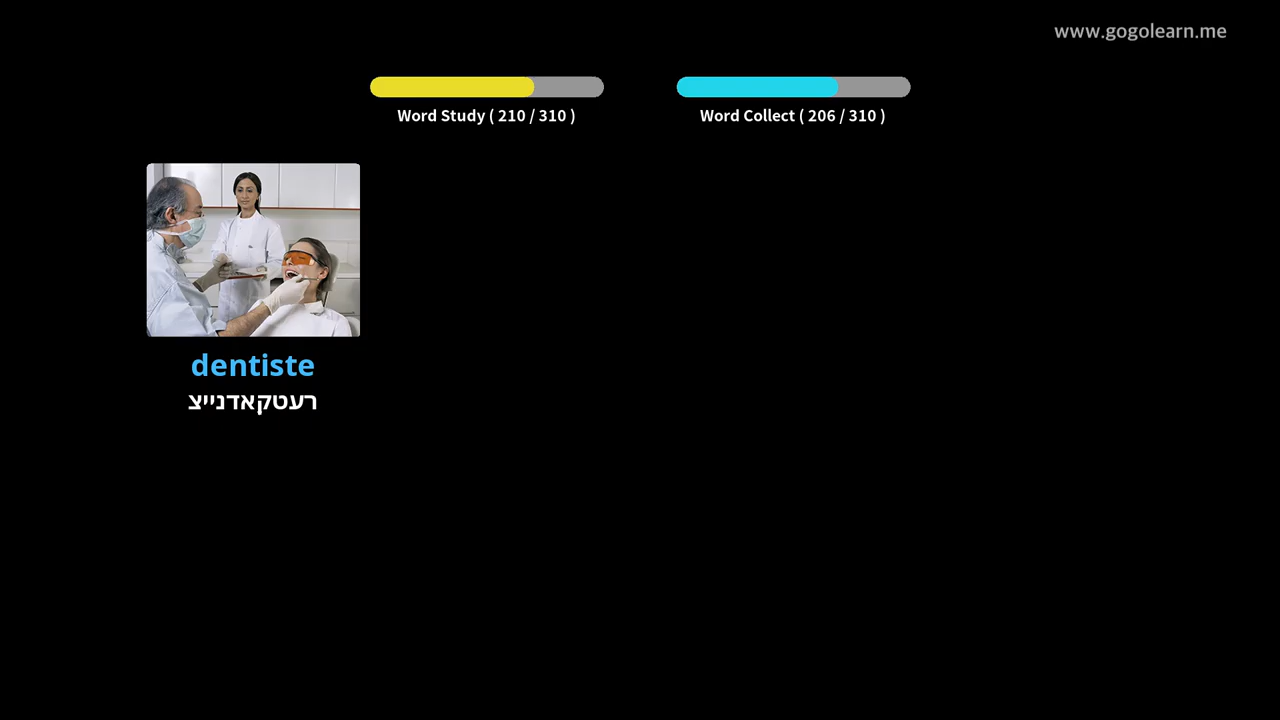 www.gogolearn.me
Word Study ( 210 / 310 )
Word Collect ( 206 / 310 )
dentiste
רעטקאדנייצ